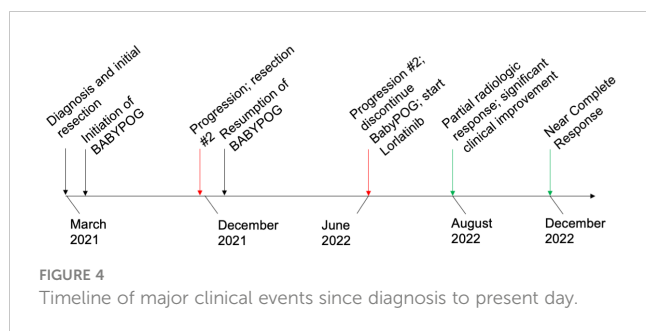 Diagnosis and initial
resection
Initiation of
BABYPOG
Progression; resection
#2
Resumption of
BABYPOG
Progression #2;
discontinue
BabyPOG; start
Lorlatinib
Partial radiologic
response; significant
clinical improvement
Near Complete
Response
March
2021
December
2021
June
2022
August
2022
December
2022
FIGURE 4
Timeline of major clinical events since diagnosis to present day.